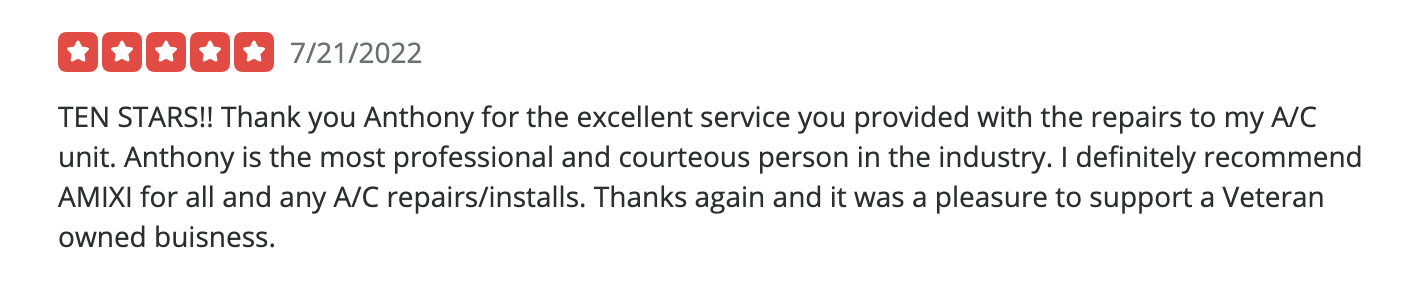 7/21/2022
TEN STARS!! Thank you Anthony for the excellent service you provided with the repairs to my A/C
unit. Anthony is the most professional and courteous person in the industry. I definitely recommend
AMIXI for all and any A/C repairs/installs. Thanks again and it was a pleasure to support a Veteran
owned buisness.